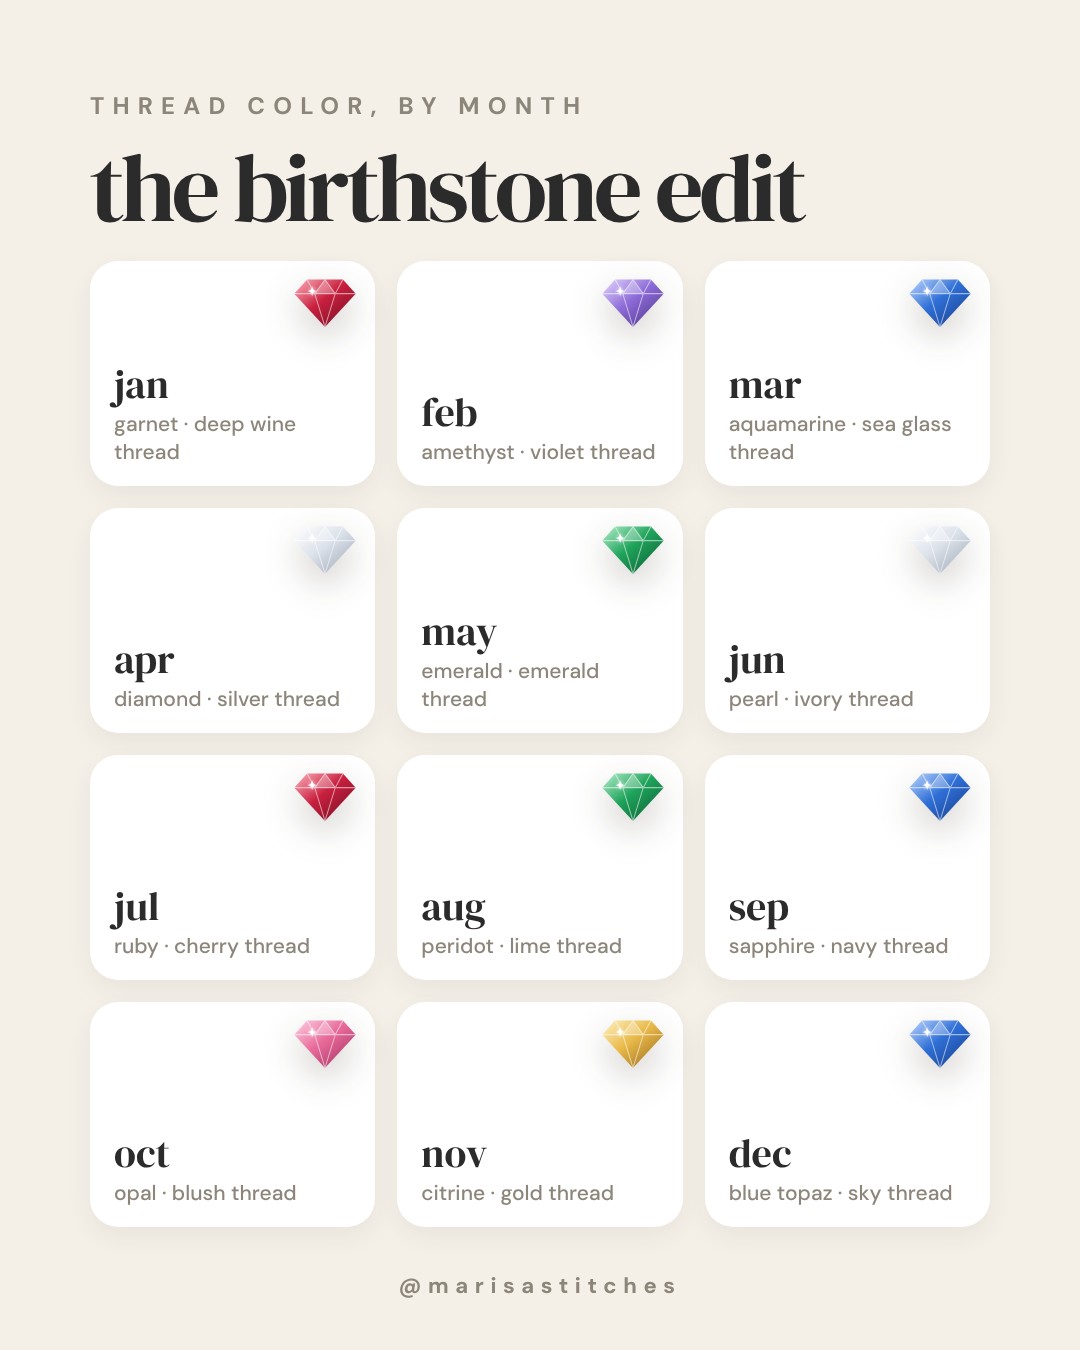 THREAD COLOR, BY MONTH
the birthstone edit
jan
garnet · deep wine
thread
feb
amethyst · violet thread
mar
aquamarine · sea glass
thread
apr
diamond · silver thread
may
emerald · emerald
thread
jun
pearl · ivory thread
jul
ruby · cherry thread
aug
peridot · lime thread
sep
sapphire · navy thread
oct
opal · blush thread
nov
citrine · gold thread
dec
blue topaz · sky thread
@marisastitches